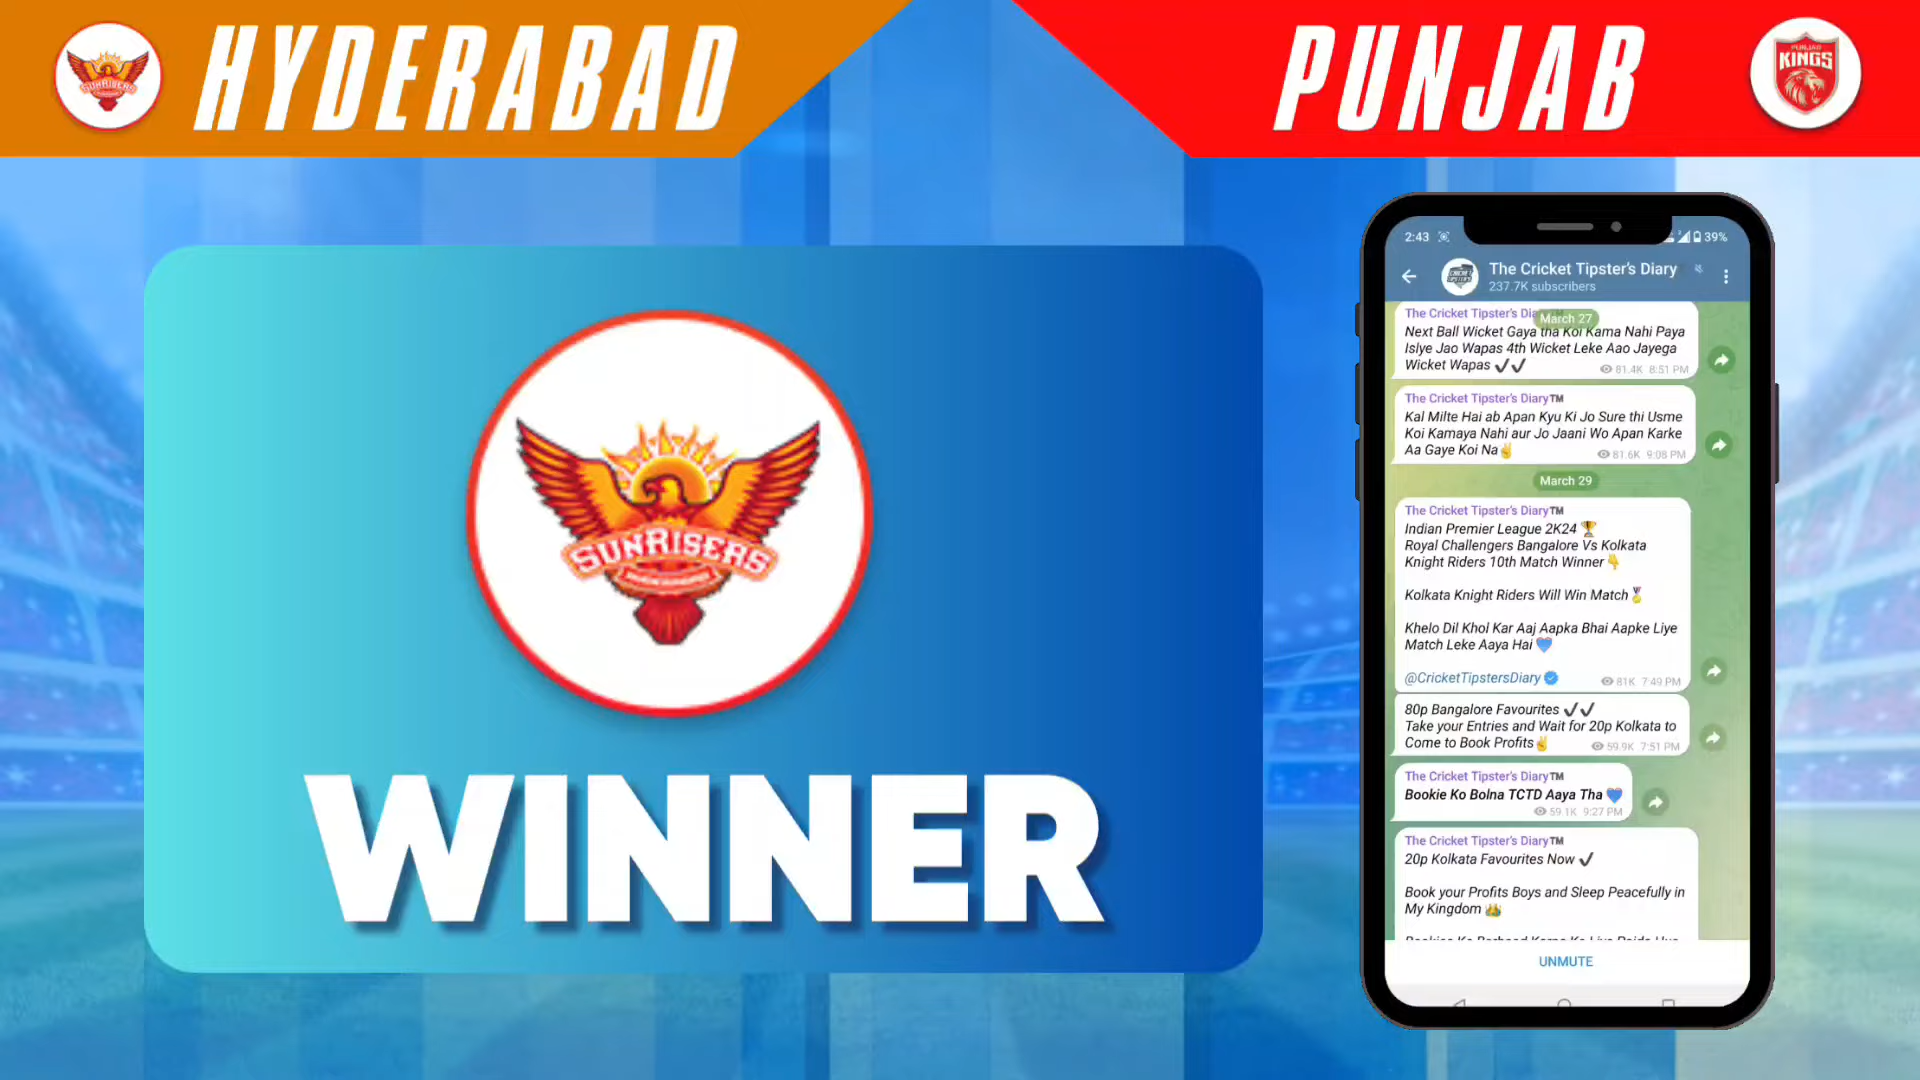 HYDERABAD
PUNJAB
PUNJAB
KINGS
SUNRISERS
WINNER
2:43
39%
The Cricket Tipster's Diary
237.7K subscribers
March 27
Next Ball Wicket Gaya tha Koi Kama Nahi Paya
Islye Jao Wapas 4th Wicket Leke Aao Jayega
Wicket Wapas ✔✔
81.4K 8:51 PM
The Cricket Tipster's Diary™
Kal Milte Hai ab Apan Kyu Ki Jo Sure thi Usme
Koi Kamaya Nahi aur Jo Jaani Wo Apan Karke
Aa Gaye Koi Na✌
81.6K 9:08 PM
March 29
The Cricket Tipster's Diary™
Indian Premier League 2K24 🏆
Royal Challengers Bangalore Vs Kolkata
Knight Riders 10th Match Winner👇
Kolkata Knight Riders Will Win Match🏅
Khelo Dil Khol Kar Aaj Aapka Bhai Aapke Liye
Match Leke Aaya Hai 💙
@CricketTipstersDiary
81K 7:49 PM
80p Bangalore Favourites ✔✔
Take your Entries and Wait for 20p Kolkata to
Come to Book Profits✌
59.9K 7:51 PM
The Cricket Tipster's Diary™
Bookie Ko Bolna TCTD Aaya Tha 💙
59.1K 9:27 PM
The Cricket Tipster's Diary™
20p Kolkata Favourites Now ✔
Book your Profits Boys and Sleep Peacefully in
My Kingdom 👑
UNMUTE